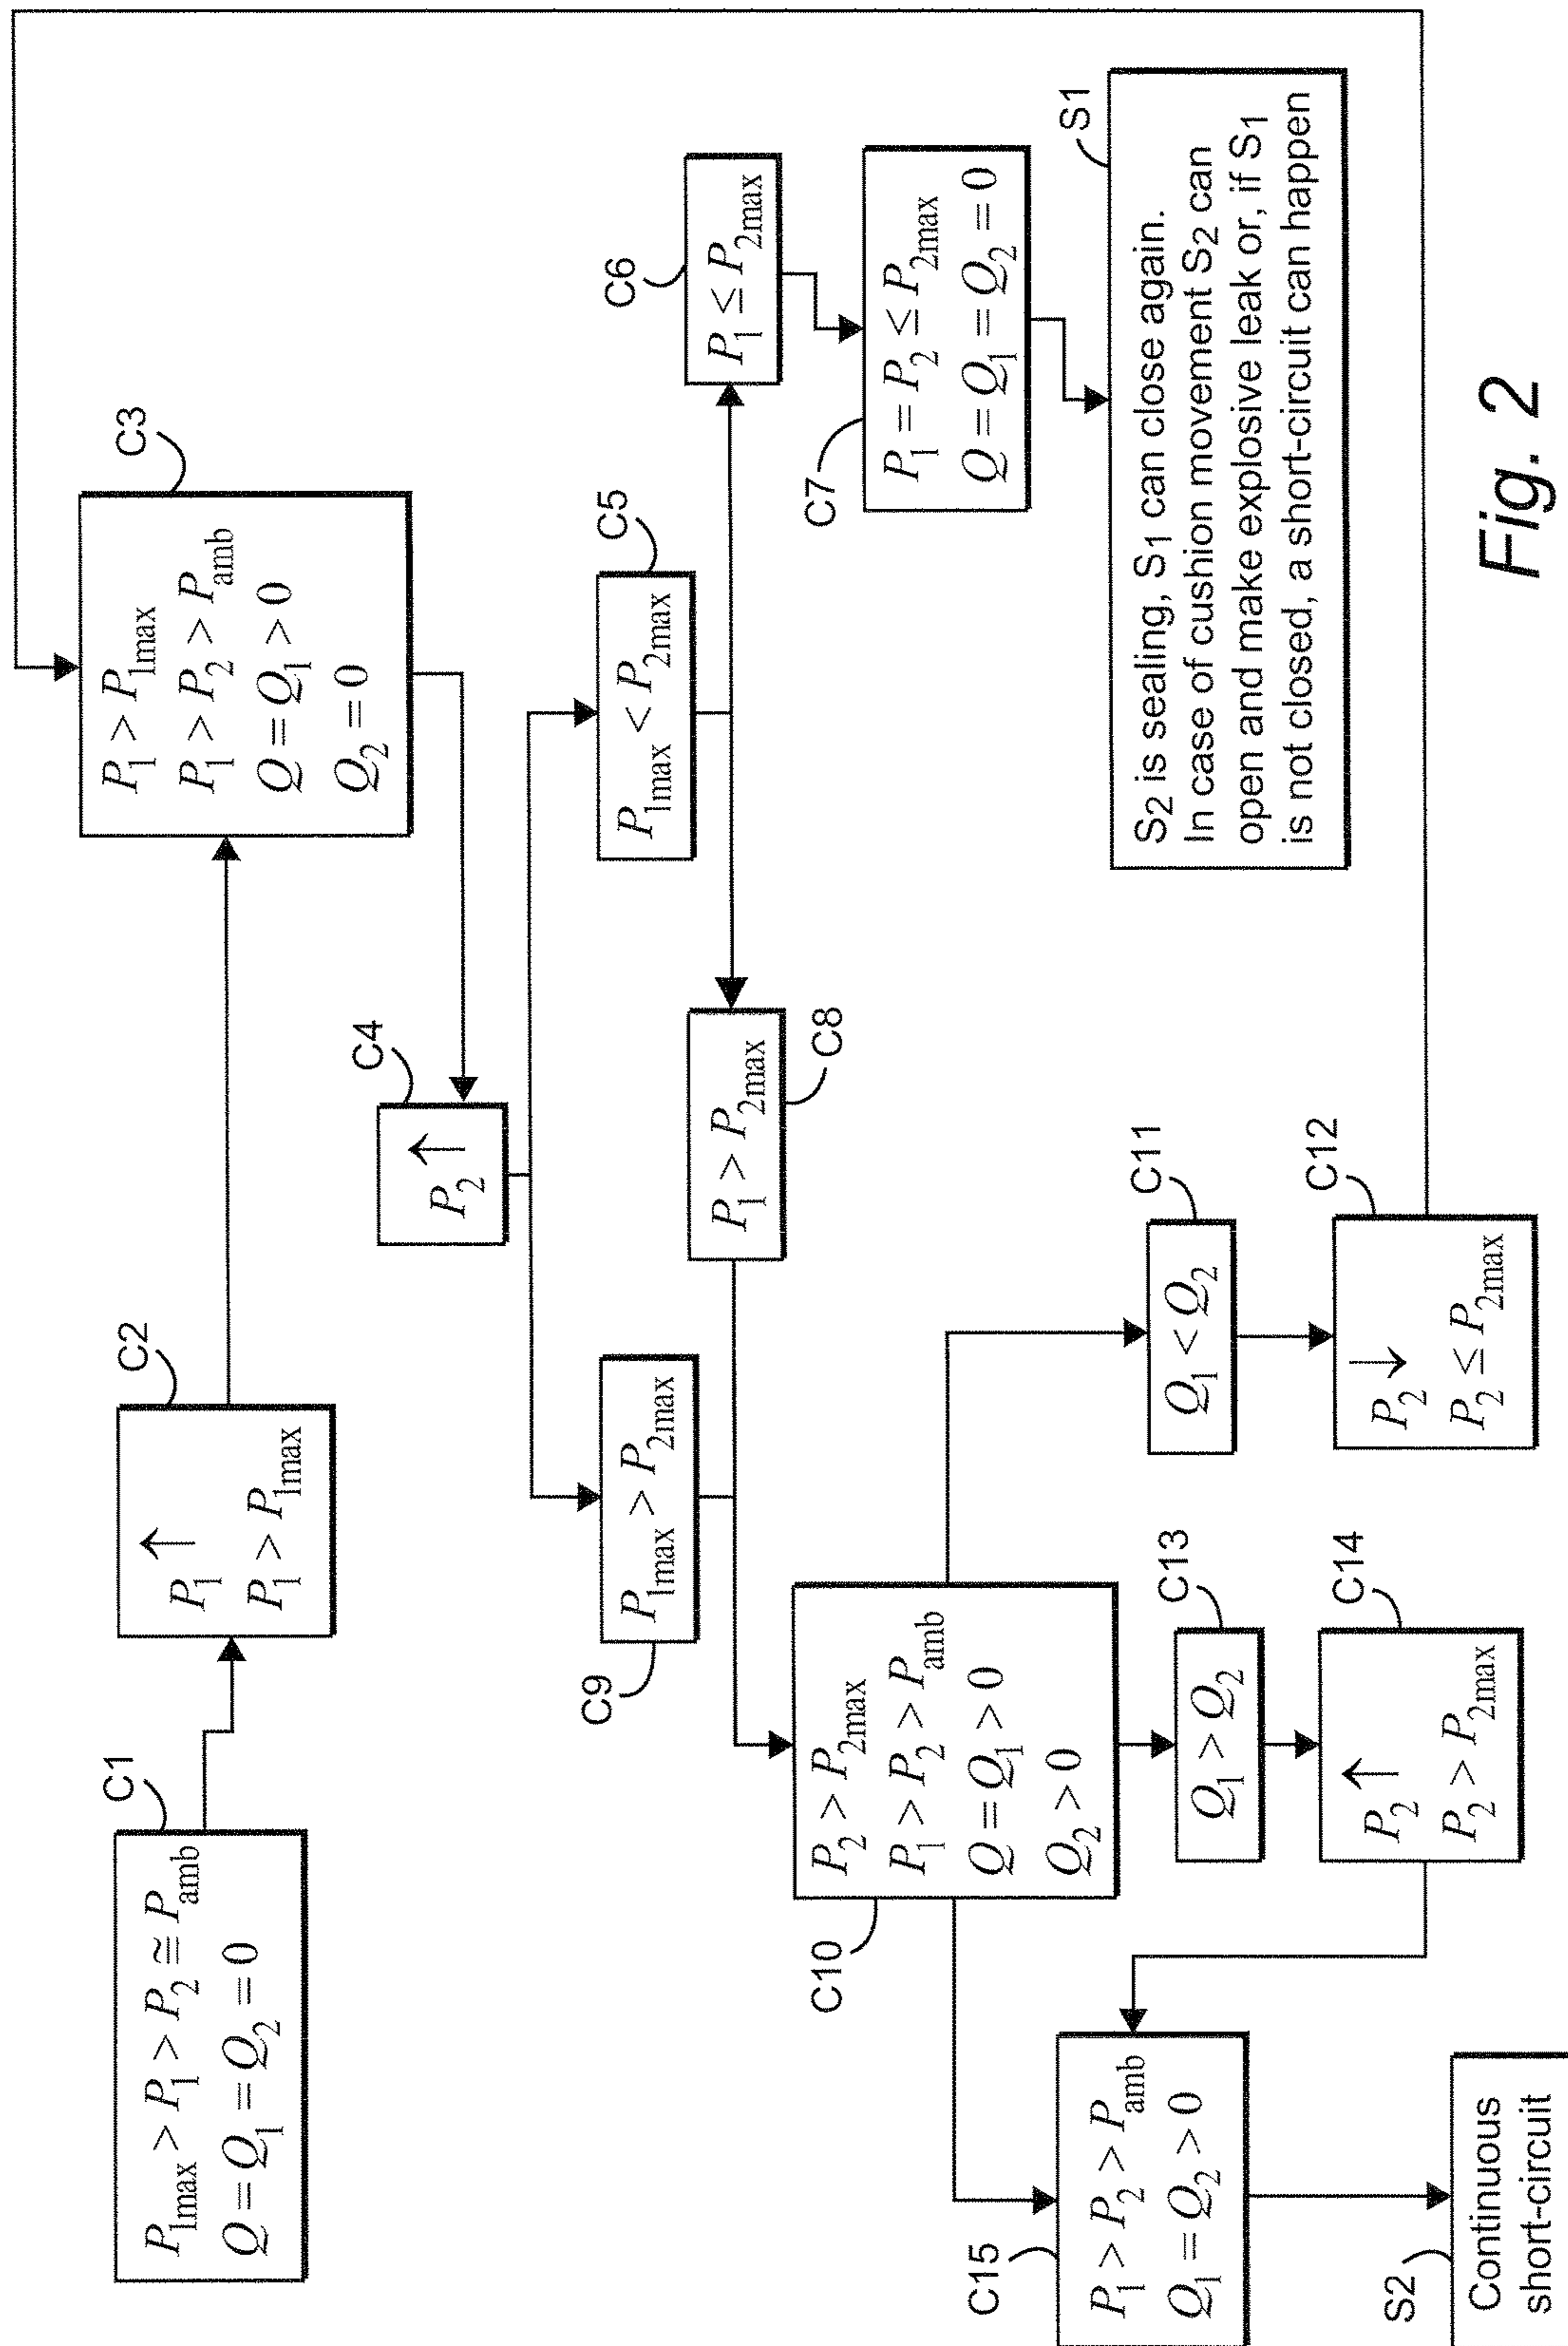 C1
P1max > P1 > P2 ≅ Pamb
Q = Q1 = Q2 = 0
C2
P1 ↑
P1 > P1max
C3
P1 > P1max
P1 > P2 > Pamb
Q = Q1 > 0
Q2 = 0
C4
P2 ↑
C5
P1max < P2max
C6
P1 ≤ P2max
C7
P1 = P2 ≤ P2max
Q = Q1 = Q2 = 0
S1
S2 is sealing, S1 can close again.
In case of cushion movement S2 can
open and make explosive leak or, if S1
is not closed, a short-circuit can happen
C8
P1 > P2max
C9
P1max > P2max
C10
P2 > P2max
P1 > P2 > Pamb
Q = Q1 > 0
Q2 > 0
C11
Q1 < Q2
C12
P2 ↓
P2 ≤ P2max
C13
Q1 > Q2
C14
P2 ↑
P2 > P2max
C15
P1 > P2 > Pamb
Q1 = Q2 > 0
S2
Continuous
short-circuit
Fig. 2